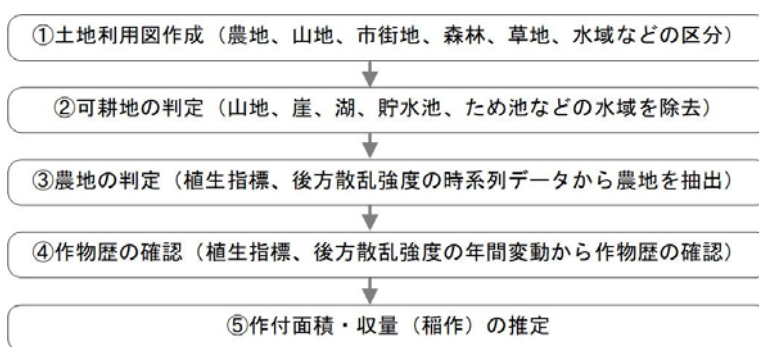 ①土地利用図作成（農地、山地、市街地、森林、草地、水域などの区分）
②可耕地の判定（山地、崖、湖、貯水池、ため池などの水域を除去）
③農地の判定（植生指標、後方散乱強度の時系列データから農地を抽出）
④作物歴の確認（植生指標、後方散乱強度の年間変動から作物歴の確認）
⑤作付面積・収量（稲作）の推定